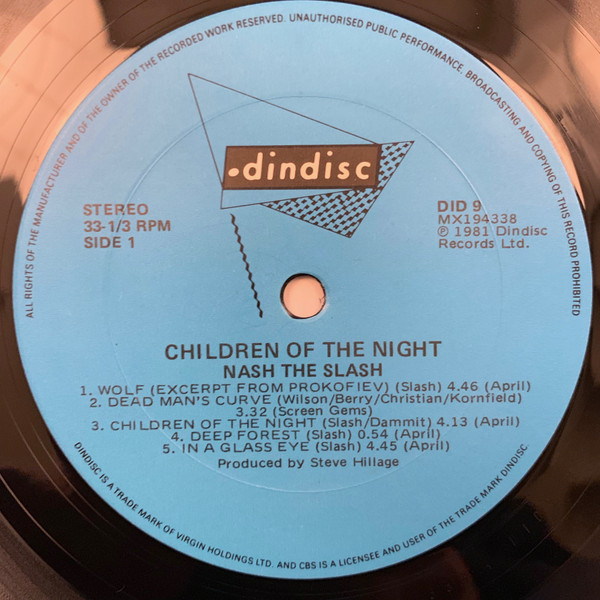 ALL RIGHTS OF THE MANUFACTURER AND OF THE OWNER OF THE RECORDED WORK RESERVED. UNAUTHORISED PUBLIC PERFORMANCE, BROADCASTING AND COPYING OF THIS RECORD PROHIBITED
•dindisc
STEREO
33-1/3 RPM
SIDE 1
DID 9
MX194338
℗ 1981 Dindisc
Records Ltd.
CHILDREN OF THE NIGHT
NASH THE SLASH
1. WOLF (EXCERPT FROM PROKOFIEV) (Slash) 4.46 (April)
2. DEAD MAN'S CURVE (Wilson/Berry/Christian/Kornfield)
3.32 (Screen Gems)
3. CHILDREN OF THE NIGHT (Slash/Dammit) 4.13 (April)
4. DEEP FOREST (Slash) 0.54 (April)
5. IN A GLASS EYE (Slash) 4.45 (April)
Produced by Steve Hillage
DINDISC IS A TRADE MARK OF VIRGIN HOLDINGS LTD. AND CBS IS A LICENSEE AND USER OF THE TRADE MARK DINDISC.